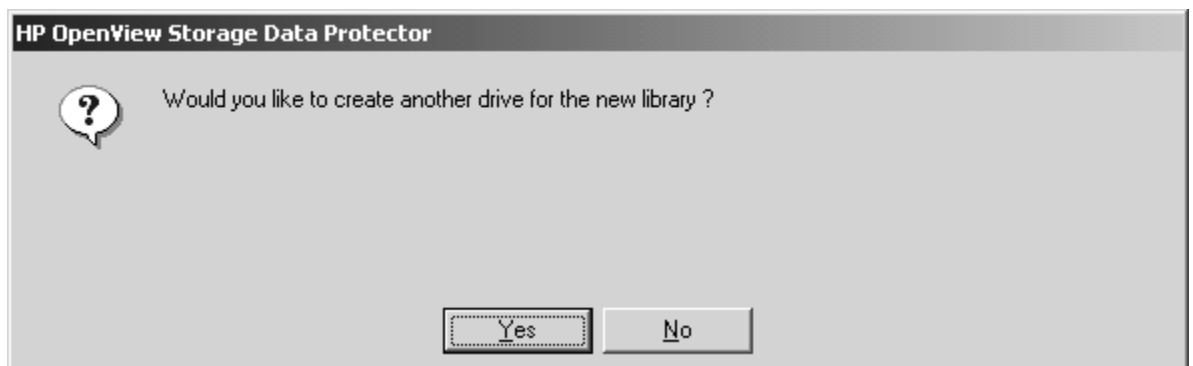 HP OpenView Storage Data Protector
Would you like to create another drive for the new library ?
Yes No